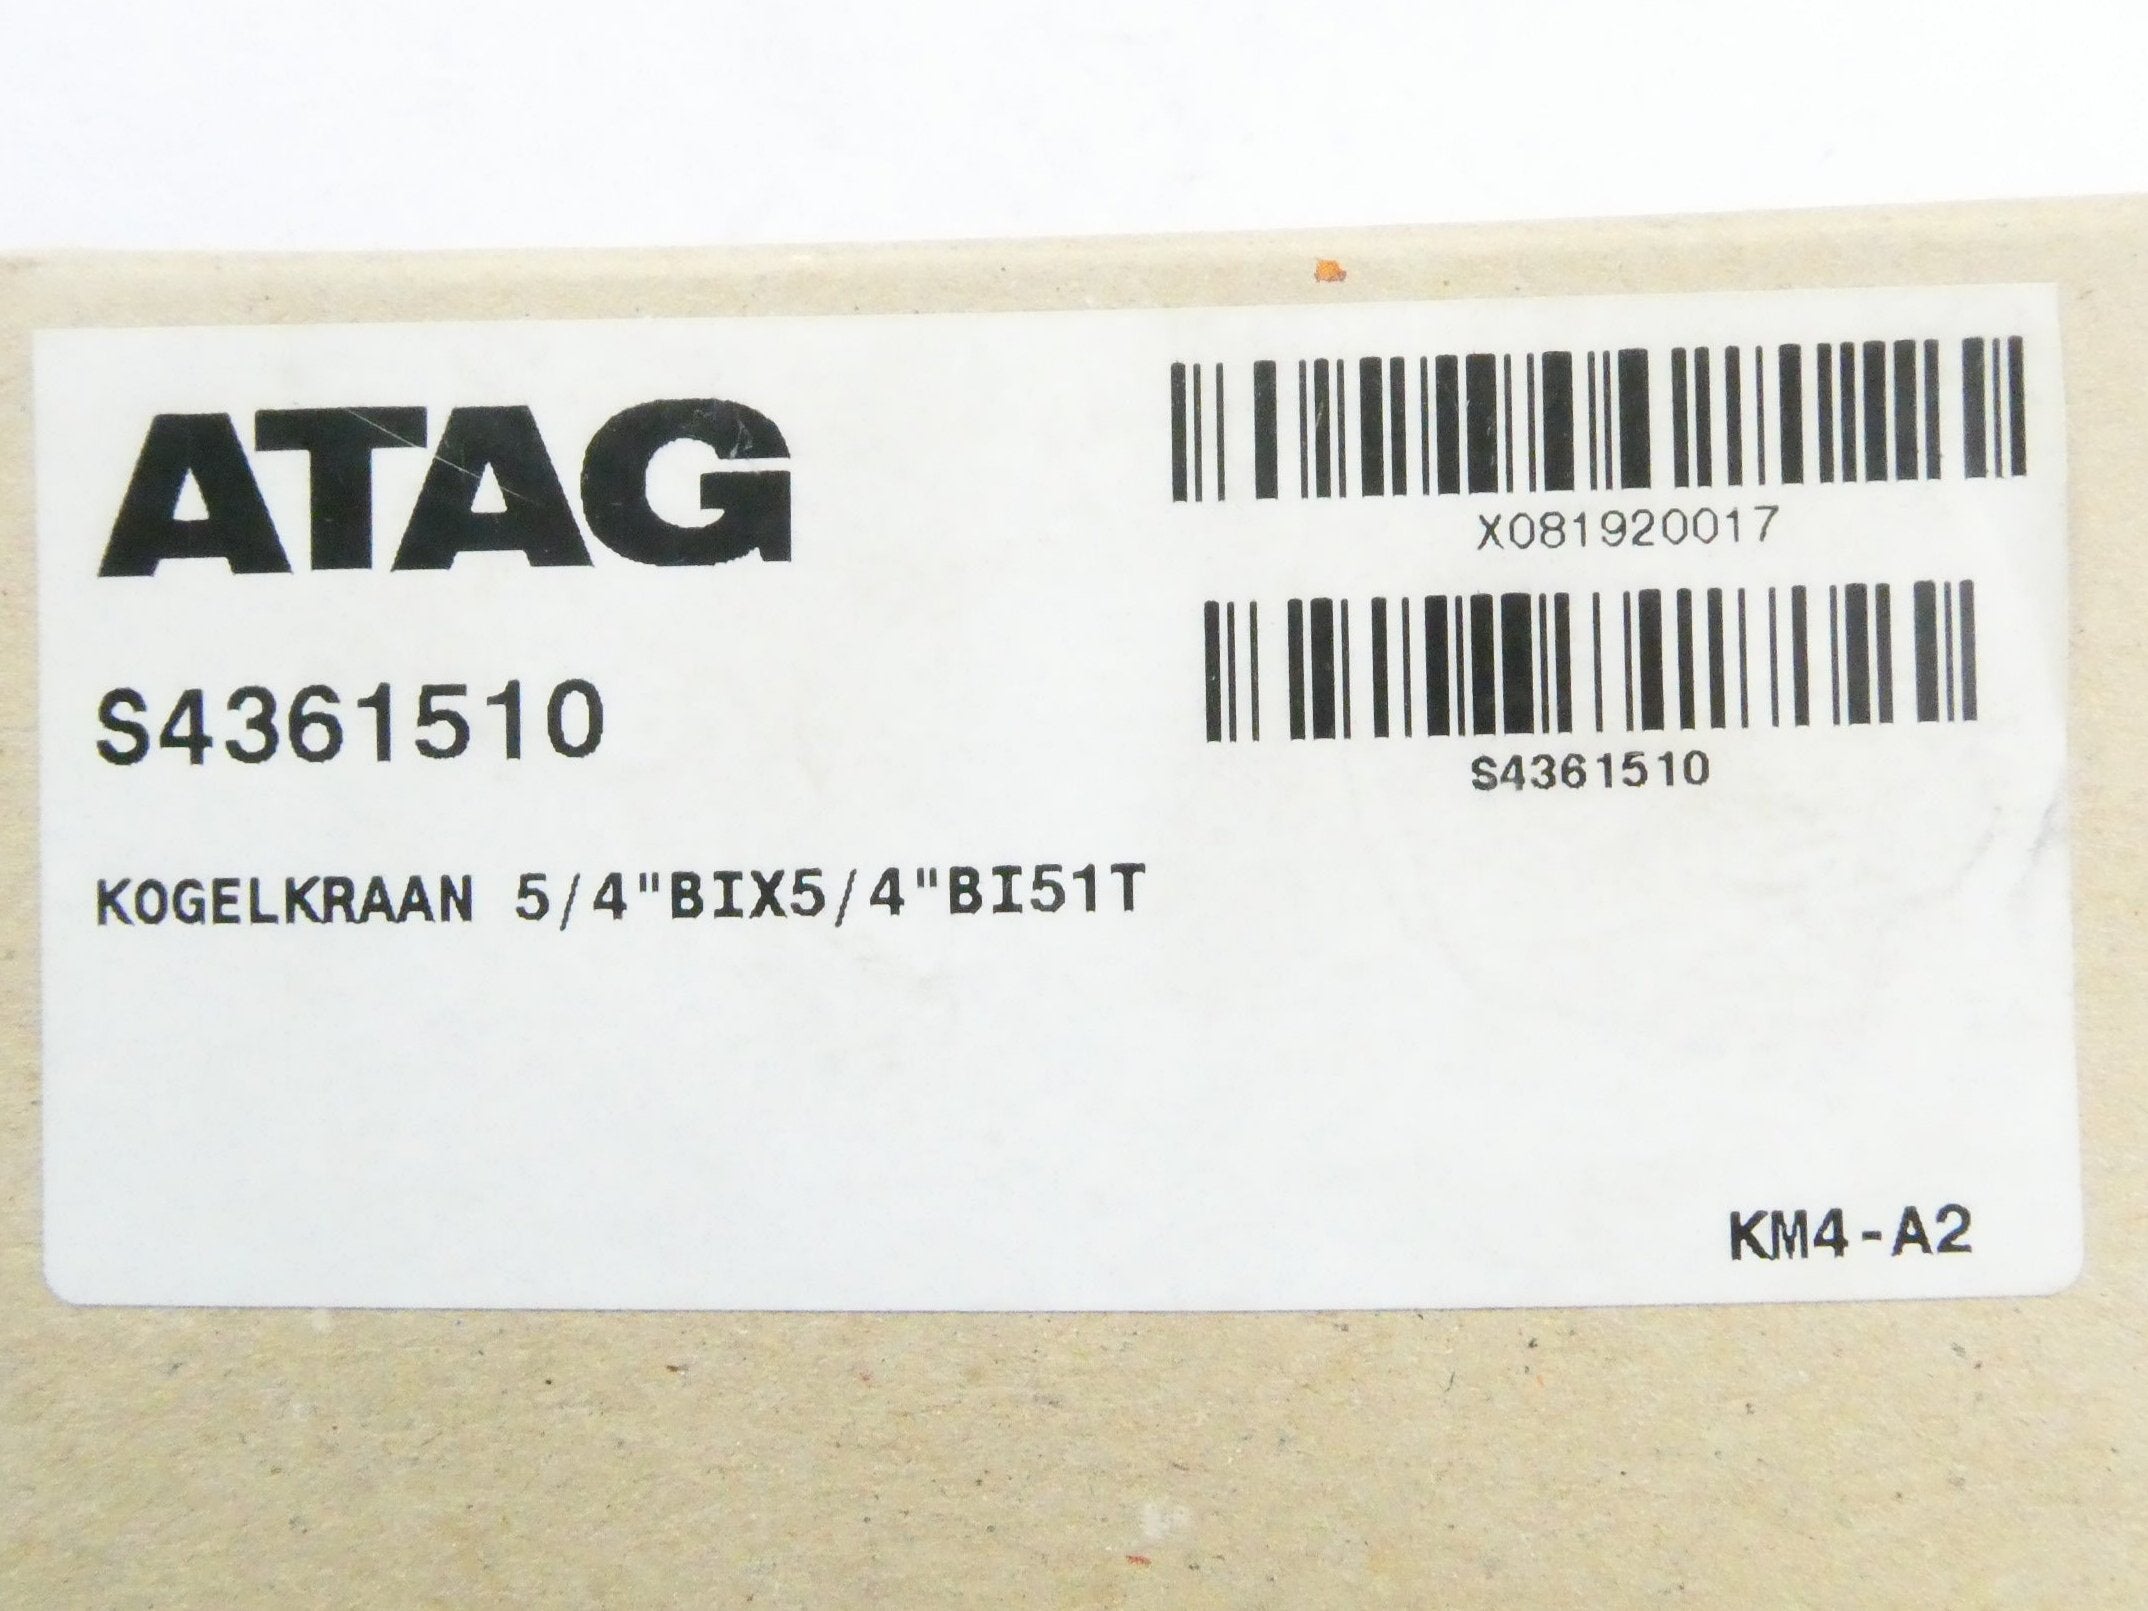 ATAG
X081920017
S4361510
S4361510
KOGELKRAAN 5/4"BIX5/4"BI51T
KM4-A2